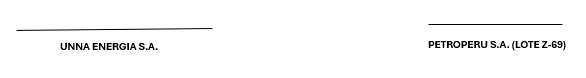 UNNA ENERGIA S.A.
PETROPERU S.A. (LOTE Z-69)